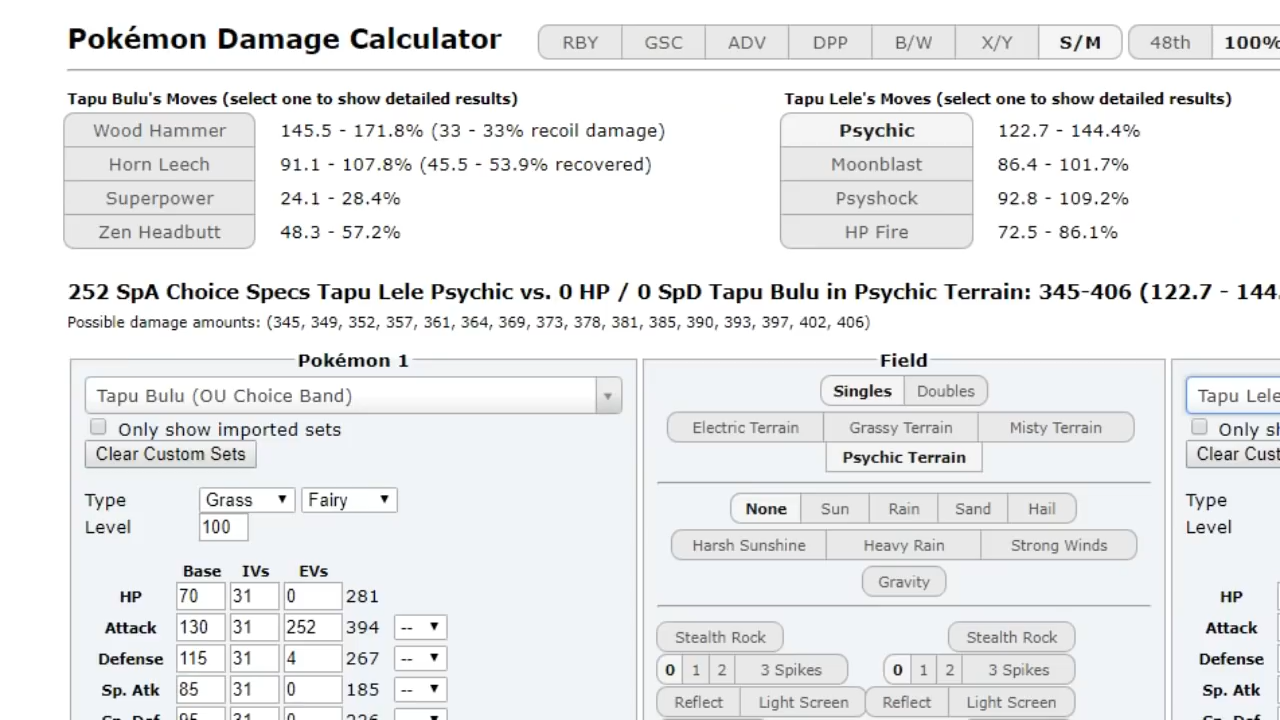 Pokémon Damage Calculator
RBY GSC ADV DPP B/W X/Y S/M 48th 100%
Tapu Bulu's Moves (select one to show detailed results)
Wood Hammer 145.5 - 171.8% (33 - 33% recoil damage)
Horn Leech 91.1 - 107.8% (45.5 - 53.9% recovered)
Superpower 24.1 - 28.4%
Zen Headbutt 48.3 - 57.2%
Tapu Lele's Moves (select one to show detailed results)
Psychic 122.7 - 144.4%
Moonblast 86.4 - 101.7%
Psyshock 92.8 - 109.2%
HP Fire 72.5 - 86.1%
252 SpA Choice Specs Tapu Lele Psychic vs. 0 HP / 0 SpD Tapu Bulu in Psychic Terrain: 345-406 (122.7 - 144.
Possible damage amounts: (345, 349, 352, 357, 361, 364, 369, 373, 378, 381, 385, 390, 393, 397, 402, 406)
Pokémon 1
Tapu Bulu (OU Choice Band)
Only show imported sets
Clear Custom Sets
Type Grass Fairy
Level 100
Base IVs EVs
HP 70 31 0 281
Attack 130 31 252 394 --
Defense 115 31 4 267 --
Sp. Atk 85 31 0 185 --
Sp. Def 95 31 0 226
Field
Singles Doubles
Electric Terrain Grassy Terrain Misty Terrain
Psychic Terrain
None Sun Rain Sand Hail
Harsh Sunshine Heavy Rain Strong Winds
Gravity
Stealth Rock Stealth Rock
0 1 2 3 Spikes 0 1 2 3 Spikes
Reflect Light Screen Reflect Light Screen
Tapu Lele
Only sh
Clear Cust
Type
Level
HP
Attack
Defense
Sp. Atk
Sp. Def